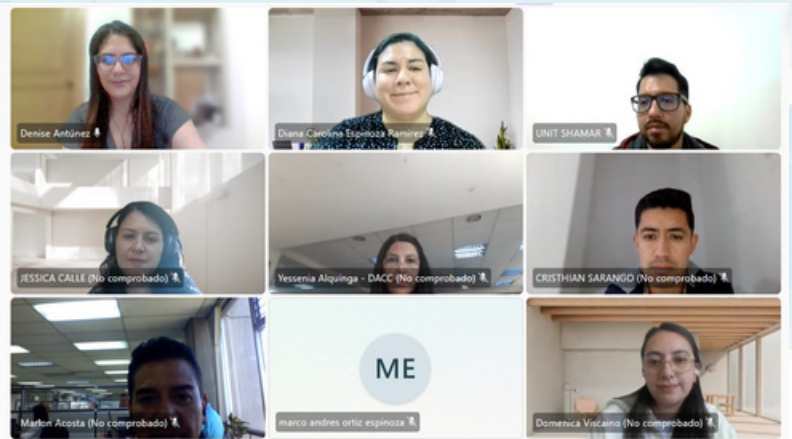 Denise Antúnez
Diana Carolina Espinoza Ramirez
UNIT SHAMAR
JESSICA CALLE (No comprobado)
Yessenia Alquinga - DACC (No comprobado)
CRISTHIAN SARANGO (No comprobado)
Marlon Acosta (No comprobado)
ME
marco andres ortiz espinoza
Domenica Viscaino (No comprobado)